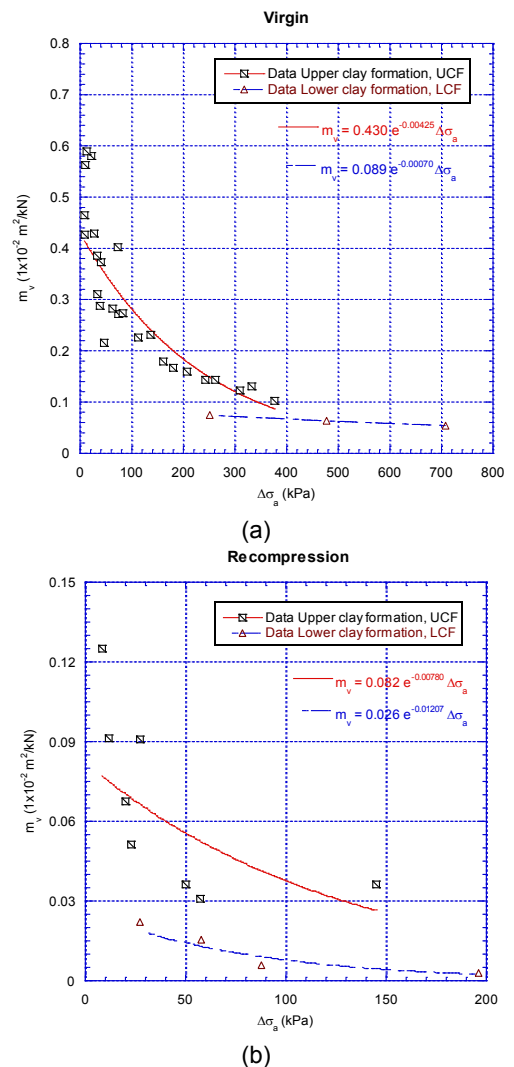 Virgin
0.8
0.7
0.6
0.5
0.4
0.3
0.2
0.1
0
m_v (1x10^-2 m^2/kN)
Data Upper clay formation, UCF
Data Lower clay formation, LCF
m_v = 0.430 e^-0.00425 Δσ_a
m_v = 0.089 e^-0.00070 Δσ_a
0 100 200 300 400 500 600 700 800
Δσ_a (kPa)
(a)
Recompression
0.15
0.12
0.09
0.06
0.03
0
m_v (1x10^-2 m^2/kN)
Data Upper clay formation, UCF
Data Lower clay formation, LCF
m_v = 0.082 e^-0.00780 Δσ_a
m_v = 0.026 e^-0.01207 Δσ_a
0 50 100 150 200
Δσ_a (kPa)
(b)